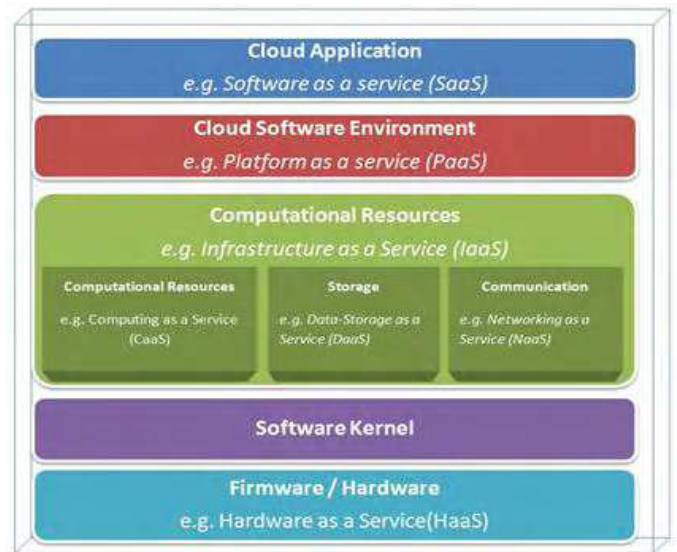 Cloud Application
e.g. Software as a service (SaaS)
Cloud Software Environment
e.g. Platform as a service (PaaS)
Computational Resources
e.g. Infrastructure as a Service (IaaS)
Computational Resources
e.g. Computing as a Service
(CaaS)
Storage
e.g. Data-Storage as a
Service (DaaS)
Communication
e.g. Networking as a
Service (NaaS)
Software Kernel
Firmware / Hardware
e.g. Hardware as a Service(HaaS)